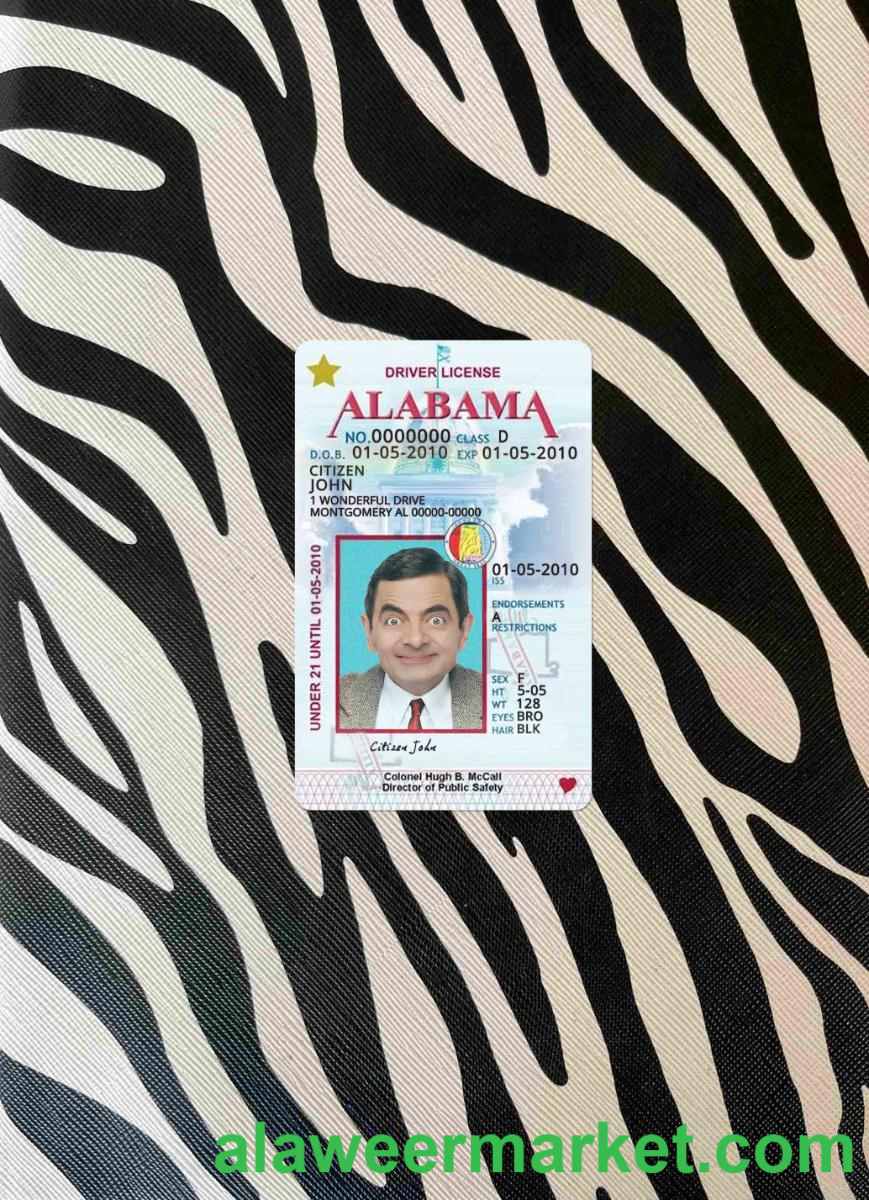 DRIVER LICENSE
ALABAMA
NO.0000000 CLASS D
D.O.B. 01-05-2010 EXP 01-05-2010
CITIZEN
JOHN
1 WONDERFUL DRIVE
MONTGOMERY AL 00000-00000
UNDER 21 UNTIL 01-05-2010
01-05-2010
ISS
ENDORSEMENTS
A
RESTRICTIONS
SEX F
HT 5-05
WT 128
EYES BRO
HAIR BLK
Citizen John
Colonel Hugh B. McCall
Director of Public Safety
alaweermarket.com